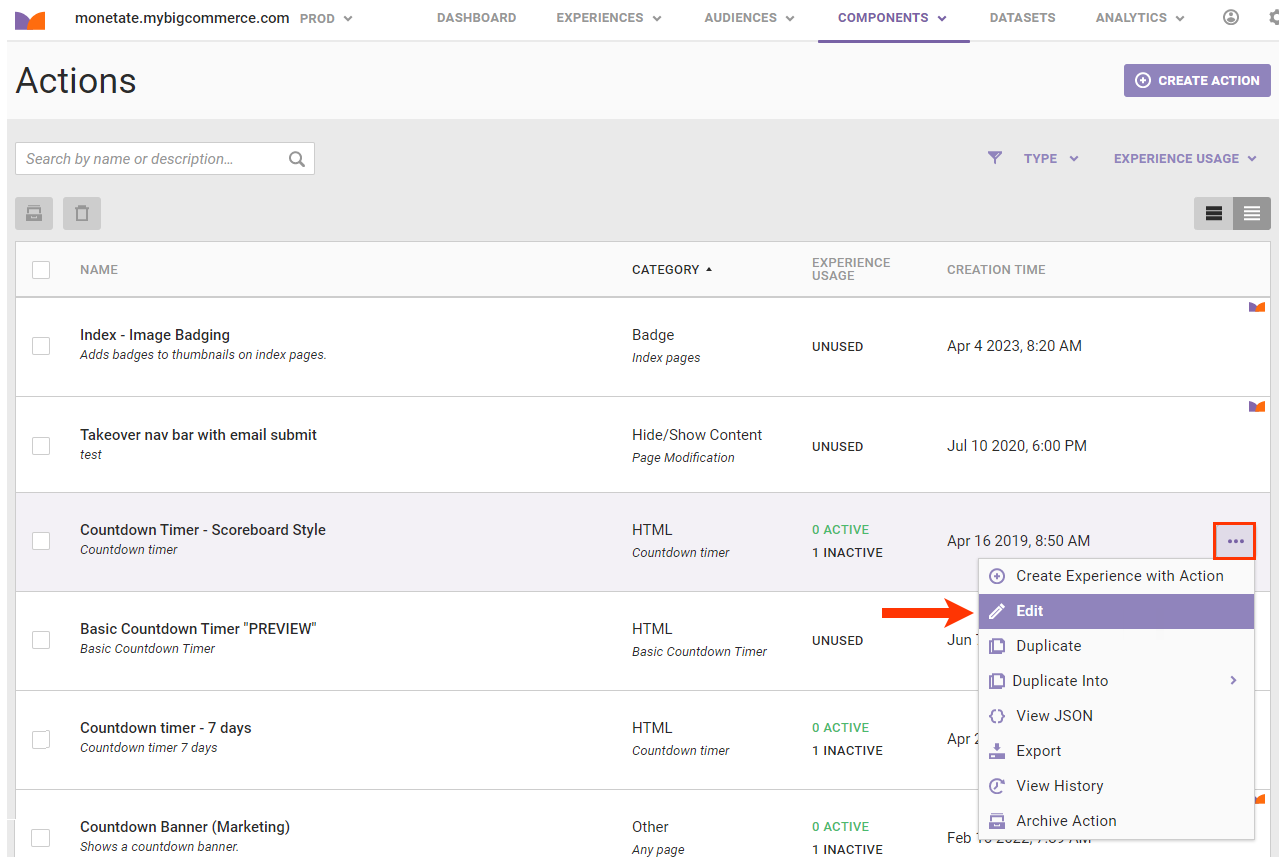 monetate.mybigcommerce.com PROD
DASHBOARD
EXPERIENCES
AUDIENCES
COMPONENTS
DATASETS
ANALYTICS
Actions
CREATE ACTION
Search by name or description...
TYPE
EXPERIENCE USAGE
NAME
CATEGORY
EXPERIENCE
USAGE
CREATION TIME
Index - Image Badging
Adds badges to thumbnails on index pages.
Badge
Index pages
UNUSED
Apr 4 2023, 8:20 AM
Takeover nav bar with email submit
test
Hide/Show Content
Page Modification
UNUSED
Jul 10 2020, 6:00 PM
Countdown Timer - Scoreboard Style
Countdown timer
HTML
Countdown timer
0 ACTIVE
1 INACTIVE
Apr 16 2019, 8:50 AM
Create Experience with Action
Edit
Duplicate
Duplicate Into
View JSON
Export
View History
Archive Action
Basic Countdown Timer "PREVIEW"
Basic Countdown Timer
HTML
Basic Countdown Timer
UNUSED
Jun
Countdown timer - 7 days
Countdown timer 7 days
HTML
Countdown timer
0 ACTIVE
1 INACTIVE
Apr
Countdown Banner (Marketing)
Shows a countdown banner.
Other
Any page
0 ACTIVE
1 INACTIVE
Feb